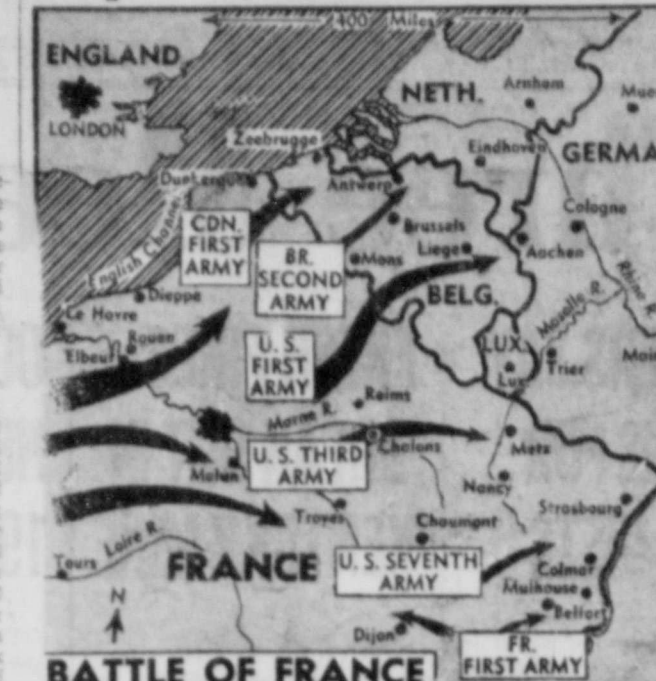 400 Miles
ENGLAND
LONDON
NETH.
Arnham
Zeebrugge
Eindhoven
GERMA
Dunkerque
Antwerp
Cologne
English Channel
CDN.
FIRST
ARMY
BR.
SECOND
ARMY
Brussels
Mons
Liege
Aachen
Rhine R.
BELG.
Dieppe
Le Havre
Rouen
Elbeuf
U. S.
FIRST
ARMY
LUX.
Lux
Moselle R.
Trier
Reims
Marne R.
U. S. THIRD
ARMY
Chalons
Metz
Melun
Nancy
Troyes
Strasbourg
Chaumont
Loire R.
Tours
FRANCE
U. S. SEVENTH
ARMY
Colmar
Mulhouse
Belfort
N
Dijon
FR.
FIRST ARMY
BATTLE OF FRANCE